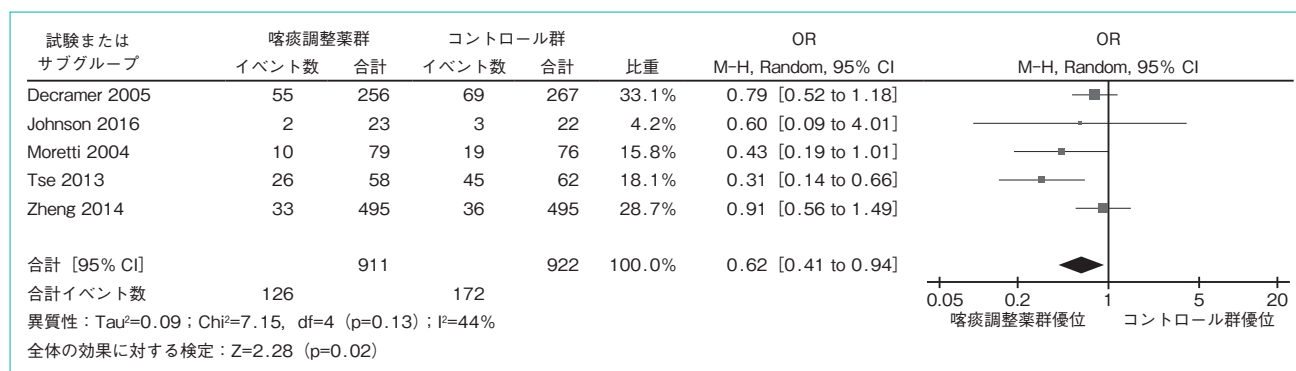 試験または 喀痰調整薬群 コントロール群 OR OR
サブグループ イベント数 合計 イベント数 合計 比重 M-H, Random, 95% CI M-H, Random, 95% CI
Decramer 2005 55 256 69 267 33.1% 0.79 [0.52 to 1.18]
Johnson 2016 2 23 3 22 4.2% 0.60 [0.09 to 4.01]
Moretti 2004 10 79 19 76 15.8% 0.43 [0.19 to 1.01]
Tse 2013 26 58 45 62 18.1% 0.31 [0.14 to 0.66]
Zheng 2014 33 495 36 495 28.7% 0.91 [0.56 to 1.49]
合計 [95% CI] 911 922 100.0% 0.62 [0.41 to 0.94]
合計イベント数 126 172
0.05 0.2 1 5 20
異質性：Tau²=0.09；Chi²=7.15, df=4 (p=0.13)；I²=44%
喀痰調整薬群優位 コントロール群優位
全体の効果に対する検定：Z=2.28 (p=0.02)